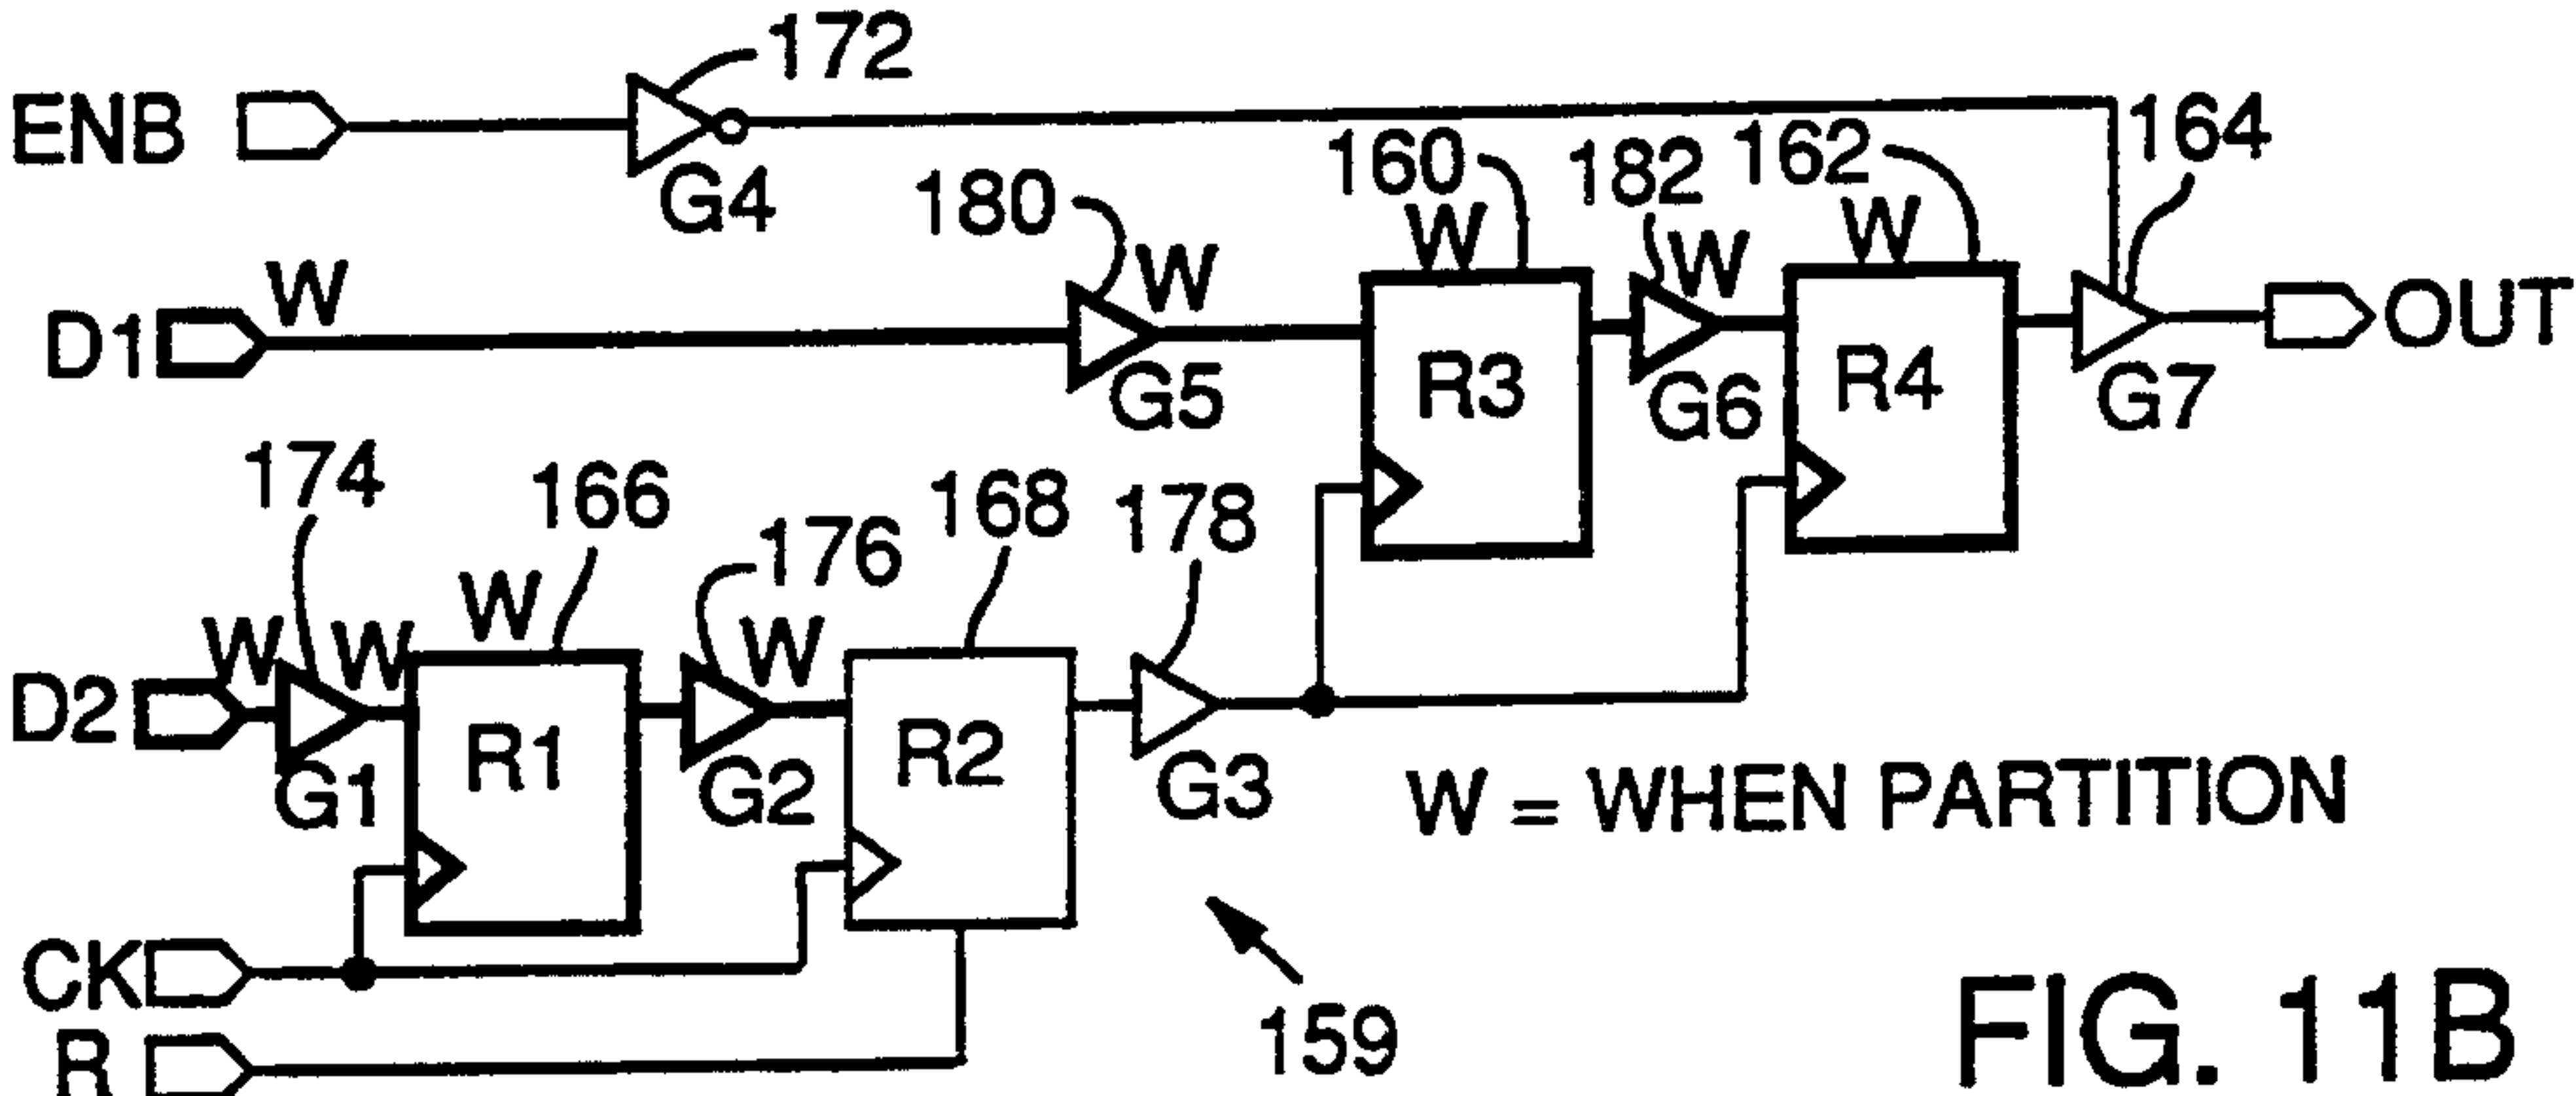 172
ENB
G4
164
160
182
162
180
W
W
W
W
W
D1
G5
R3
G6
R4
G7
OUT
174
166
176
168
178
W
W
W
W
D2
G1
R1
G2
R2
G3
W = WHEN PARTITION
CK
159
R
FIG. 11B